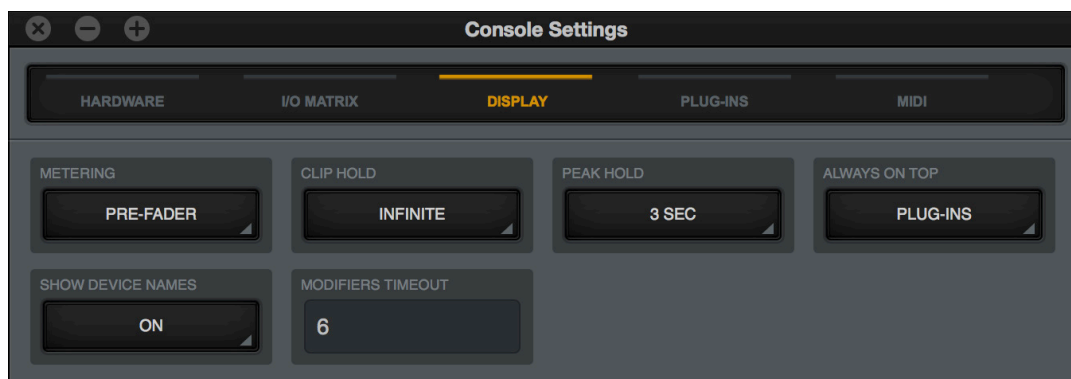 Console Settings
HARDWARE I/O MATRIX DISPLAY PLUG-INS MIDI
METERING CLIP HOLD PEAK HOLD ALWAYS ON TOP
PRE-FADER INFINITE 3 SEC PLUG-INS
SHOW DEVICE NAMES MODIFIERS TIMEOUT
ON 6